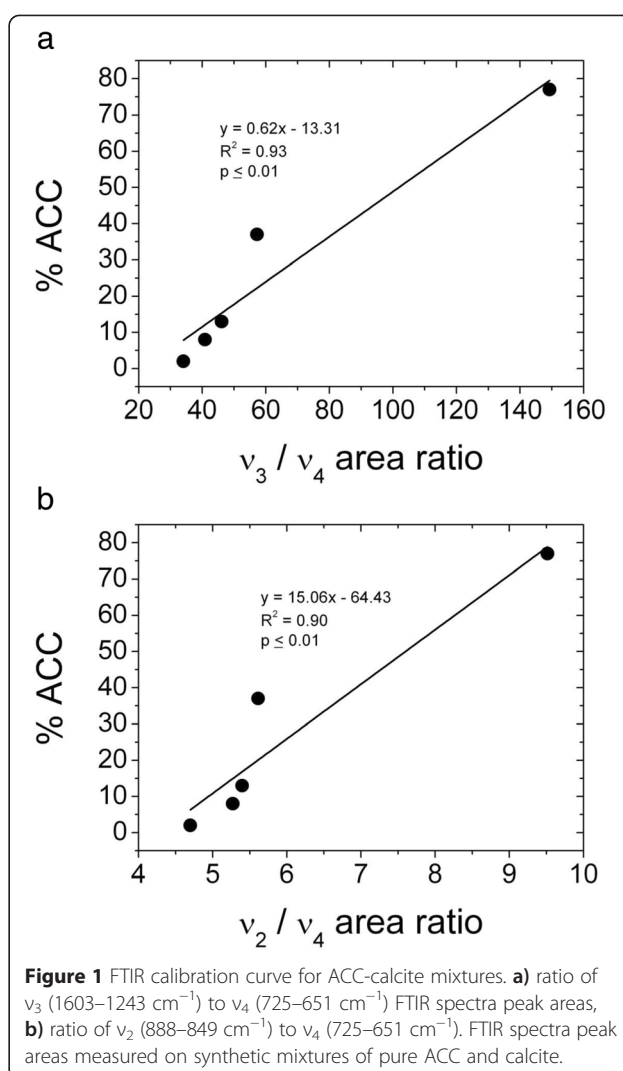 a
80
70
60
50
40
30
20
10
0
% ACC
y = 0.62x - 13.31
R² = 0.93
p ≤ 0.01
20 40 60 80 100 120 140 160
ν₃ / ν₄ area ratio
b
80
70
60
50
40
30
20
10
0
% ACC
y = 15.06x - 64.43
R² = 0.90
p ≤ 0.01
4 5 6 7 8 9 10
ν₂ / ν₄ area ratio
Figure 1 FTIR calibration curve for ACC-calcite mixtures. a) ratio of
ν₃ (1603–1243 cm⁻¹) to ν₄ (725–651 cm⁻¹) FTIR spectra peak areas,
b) ratio of ν₂ (888–849 cm⁻¹) to ν₄ (725–651 cm⁻¹). FTIR spectra peak
areas measured on synthetic mixtures of pure ACC and calcite.